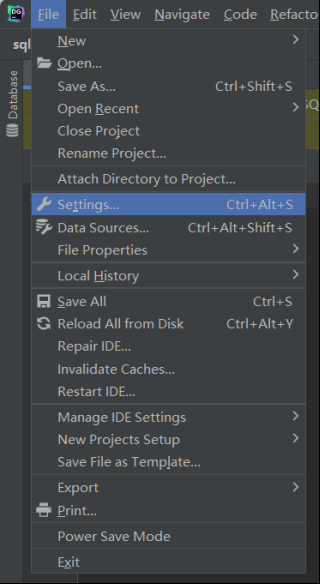 DG File Edit View Navigate Code Refacto
sql
Database
SQ
New
Open...
Save As... Ctrl+Shift+S
Open Recent
Close Project
Rename Project...
Attach Directory to Project...
Settings... Ctrl+Alt+S
Data Sources... Ctrl+Alt+Shift+S
File Properties
Local History
Save All Ctrl+S
Reload All from Disk Ctrl+Alt+Y
Repair IDE...
Invalidate Caches...
Restart IDE...
Manage IDE Settings
New Projects Setup
Save File as Template...
Export
Print...
Power Save Mode
Exit